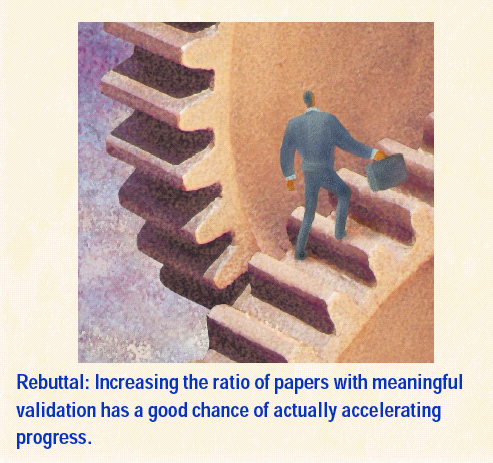 Rebuttal: Increasing the ratio of papers with meaningful
validation has a good chance of actually accelerating
progress.